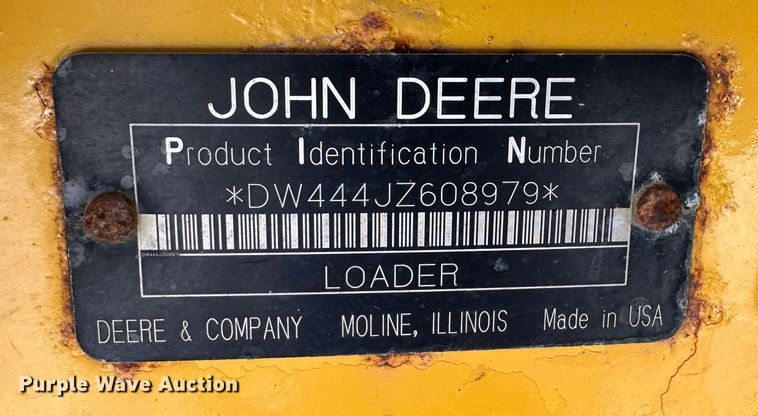 JOHN DEERE
Product Identification Number
*DW444JZ608979*
LOADER
DEERE & COMPANY MOLINE, ILLINOIS Made in USA
Purple Wave Auction